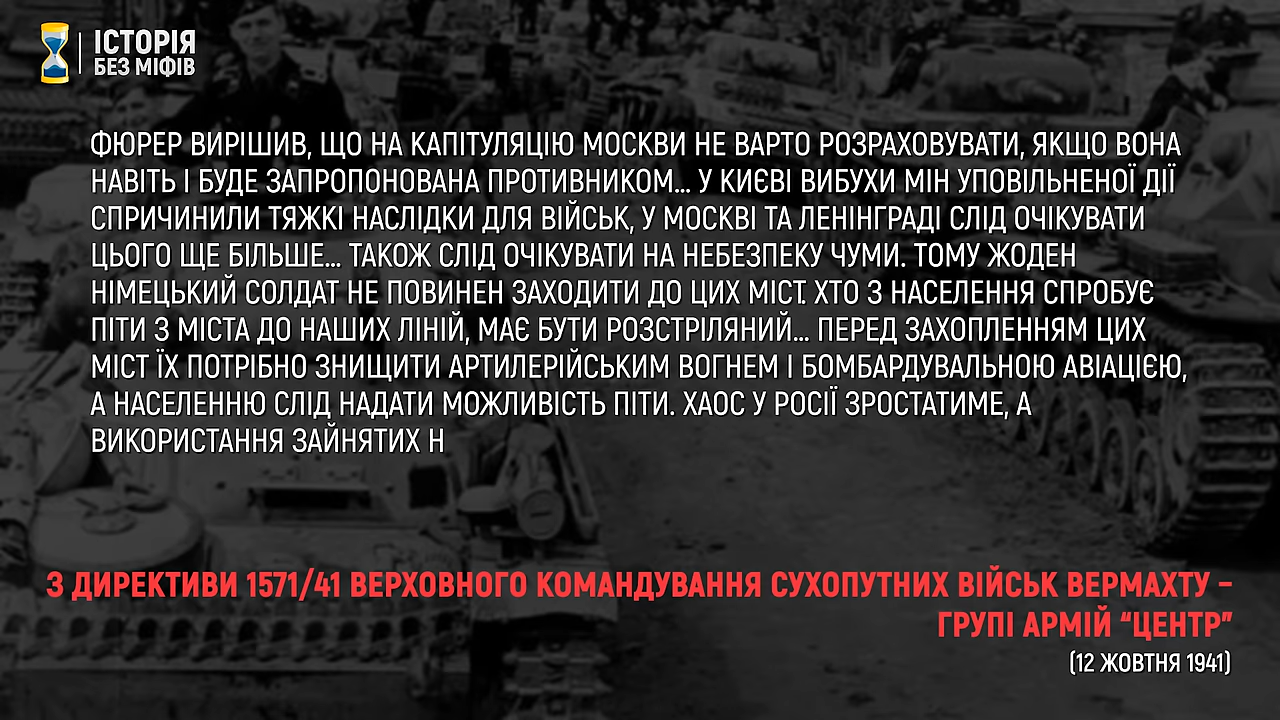 ІСТОРІЯ
БЕЗ МІФІВ
ФЮРЕР ВИРІШИВ, ЩО НА КАПІТУЛЯЦІЮ МОСКВИ НЕ ВАРТО РОЗРАХОВУВАТИ, ЯКЩО ВОНА
НАВІТЬ І БУДЕ ЗАПРОПОНОВАНА ПРОТИВНИКОМ... У КИЄВІ ВИБУХИ МІН УПОВІЛЬНЕНОЇ ДІЇ
СПРИЧИНИЛИ ТЯЖКІ НАСЛІДКИ ДЛЯ ВІЙСЬК, У МОСКВІ ТА ЛЕНІНГРАДІ СЛІД ОЧІКУВАТИ
ЦЬОГО ЩЕ БІЛЬШЕ... ТАКОЖ СЛІД ОЧІКУВАТИ НА НЕБЕЗПЕКУ ЧУМИ. ТОМУ ЖОДЕН
НІМЕЦЬКИЙ СОЛДАТ НЕ ПОВИНЕН ЗАХОДИТИ ДО ЦИХ МІСТ. ХТО З НАСЕЛЕННЯ СПРОБУЄ
ПІТИ З МІСТА ДО НАШИХ ЛІНІЙ, МАЄ БУТИ РОЗСТРІЛЯНИЙ... ПЕРЕД ЗАХОПЛЕННЯМ ЦИХ
МІСТ ЇХ ПОТРІБНО ЗНИЩИТИ АРТИЛЕРІЙСЬКИМ ВОГНЕМ І БОМБАРДУВАЛЬНОЮ АВІАЦІЄЮ,
А НАСЕЛЕННЮ СЛІД НАДАТИ МОЖЛИВІСТЬ ПІТИ. ХАОС У РОСІЇ ЗРОСТАТИМЕ, А
ВИКОРИСТАННЯ ЗАЙНЯТИХ Н
З ДИРЕКТИВИ 1571/41 ВЕРХОВНОГО КОМАНДУВАННЯ СУХОПУТНИХ ВІЙСЬК ВЕРМАХТУ –
ГРУПІ АРМІЙ “ЦЕНТР”
(12 ЖОВТНЯ 1941)